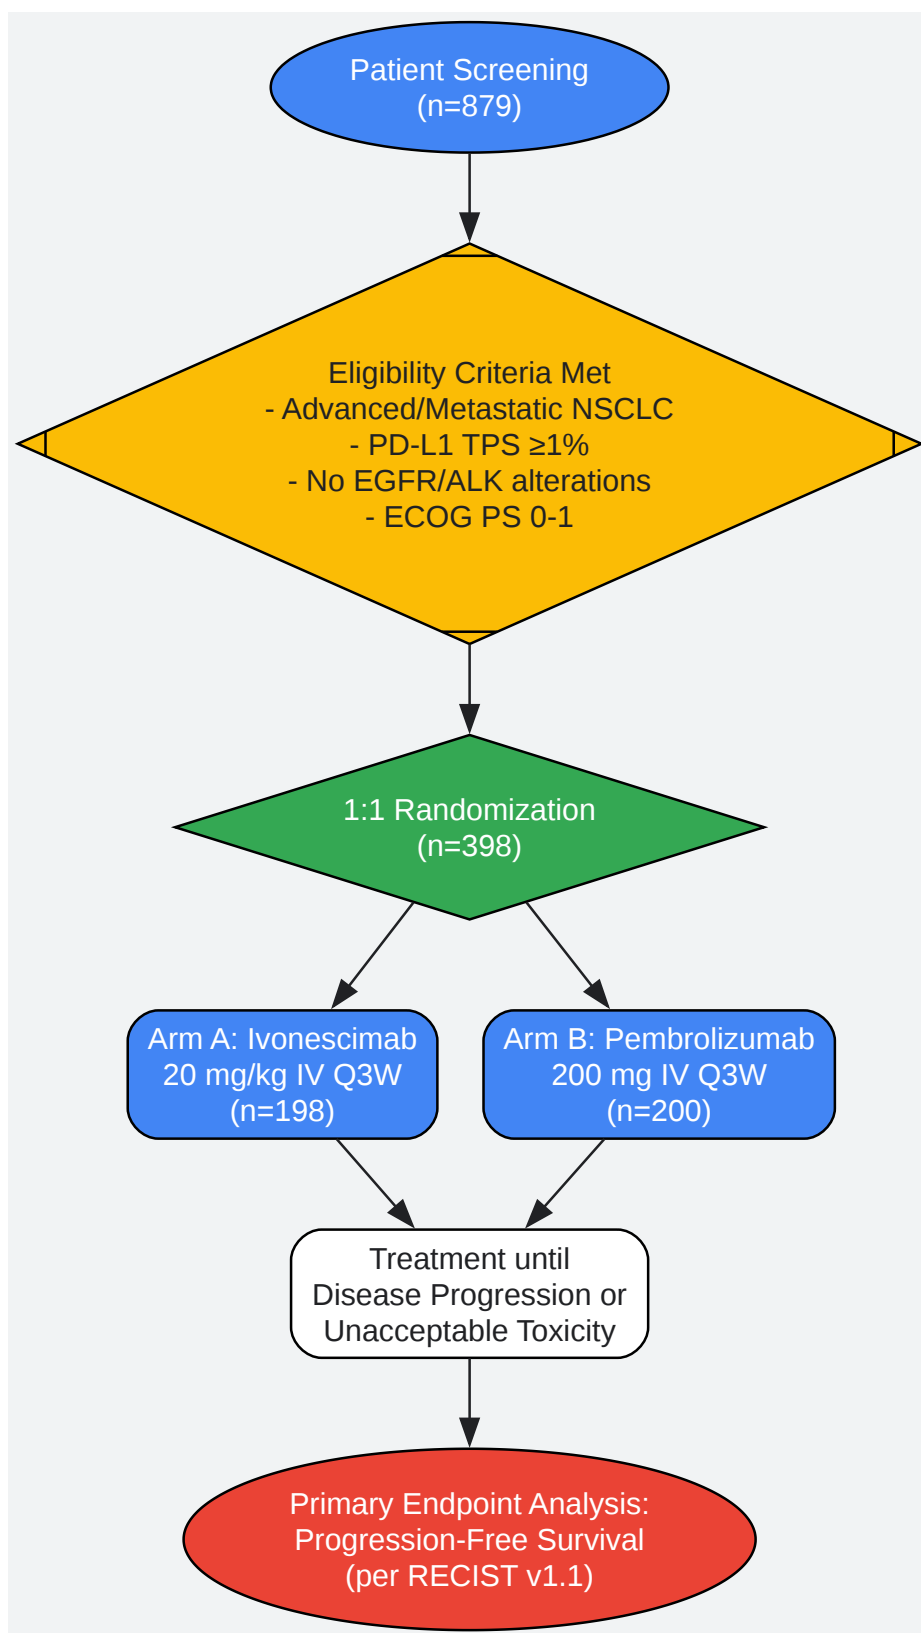 Patient Screening
(n=879)
Eligibility Criteria Met
- Advanced/Metastatic NSCLC
- PD-L1 TPS ≥1%
- No EGFR/ALK alterations
- ECOG PS 0-1
1:1 Randomization
(n=398)
Arm A: Ivonescimab
20 mg/kg IV Q3W
(n=198)
Arm B: Pembrolizumab
200 mg IV Q3W
(n=200)
Treatment until
Disease Progression or
Unacceptable Toxicity
Primary Endpoint Analysis:
Progression-Free Survival
(per RECIST v1.1)